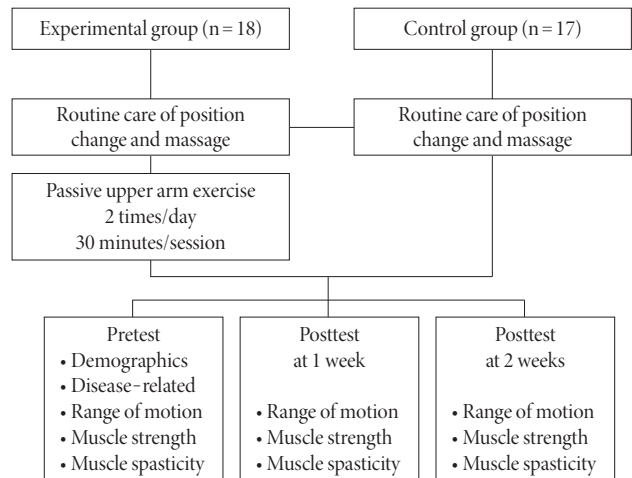 Experimental group (n = 18)
Control group (n = 17)
Routine care of position
change and massage
Routine care of position
change and massage
Passive upper arm exercise
2 times/day
30 minutes/session
Pretest
• Demographics
• Disease-related
• Range of motion
• Muscle strength
• Muscle spasticity
Posttest
at 1 week
• Range of motion
• Muscle strength
• Muscle spasticity
Posttest
at 2 weeks
• Range of motion
• Muscle strength
• Muscle spasticity